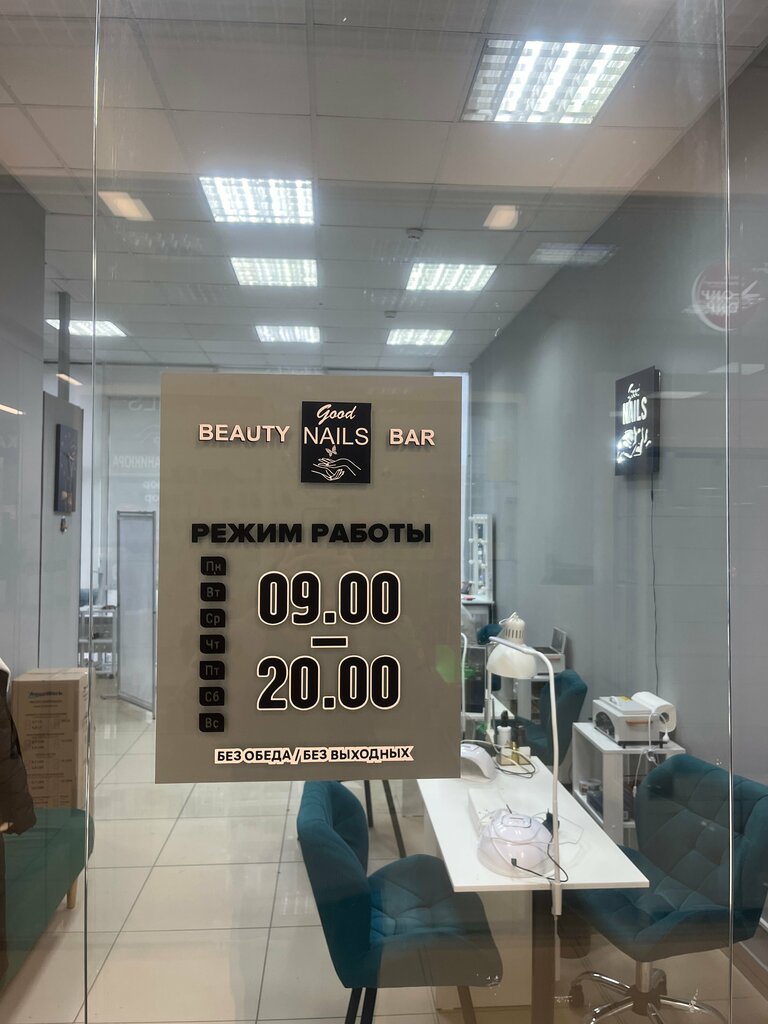 Good
BEAUTY NAILS BAR
РЕЖИМ РАБОТЫ
Пн
Вт
Ср
Чт
Пт
Сб
Вс
09.00
–
20.00
БЕЗ ОБЕДА / БЕЗ ВЫХОДНЫХ
Good
NAILS